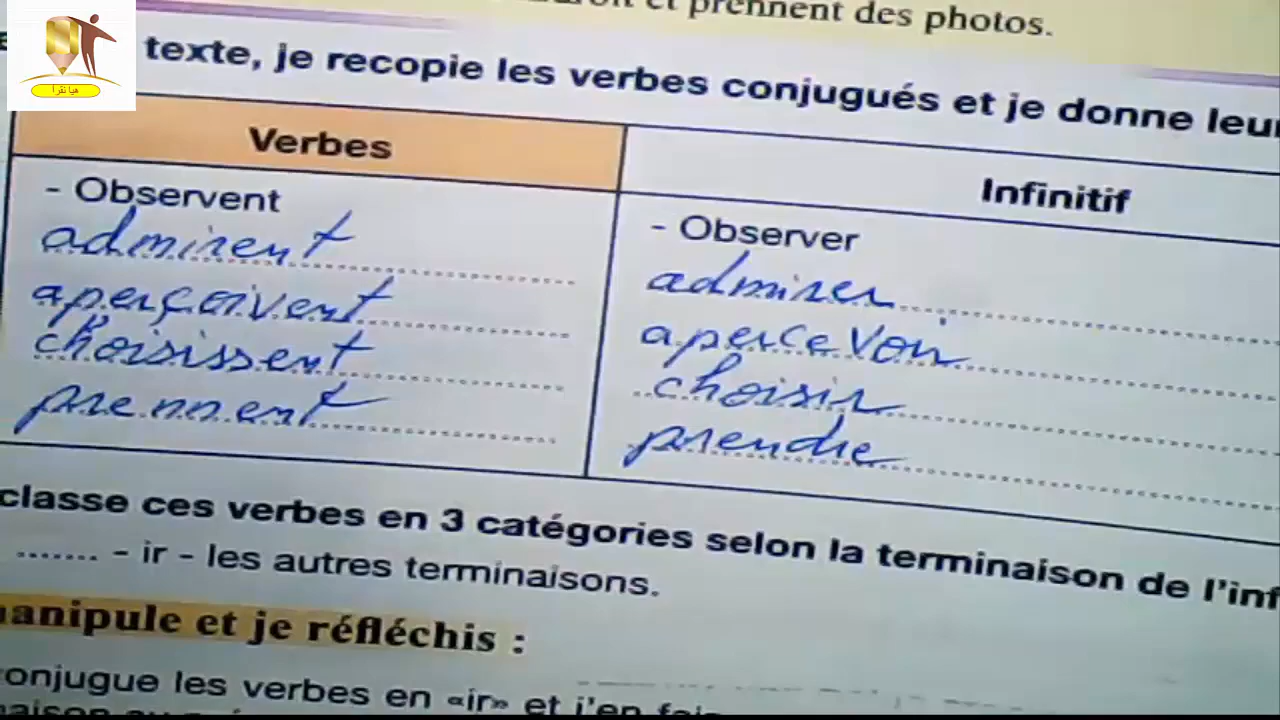 et prennent des photos.
هيا نقرأ
texte, je recopie les verbes conjugués et je donne leur
Verbes
Infinitif
- Observent
- Observer
admirent
admirer
aperçoivent
apercevoir
choisissent
choisir
prennent
prendre
classe ces verbes en 3 catégories selon la terminaison de l'inf
....... - ir - les autres terminaisons.
anipule et je réfléchis :
onjugue les verbes en «ir» et j'en fais